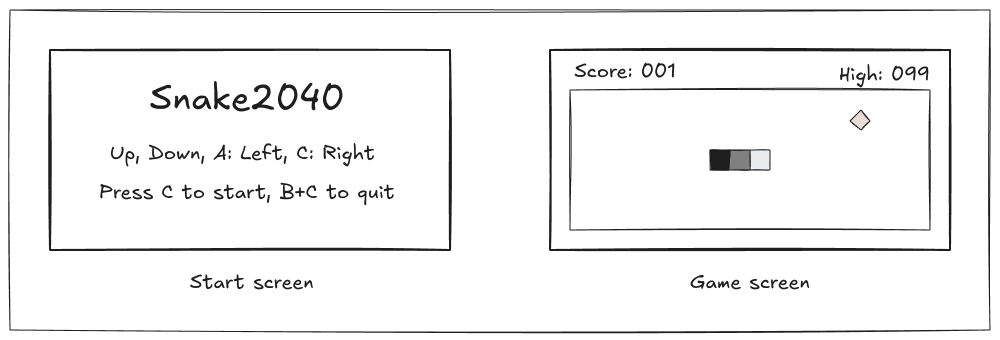 Snake2040
Up, Down, A: Left, C: Right
Press C to start, B+C to quit
Start screen
Score: 001
High: 099
Game screen